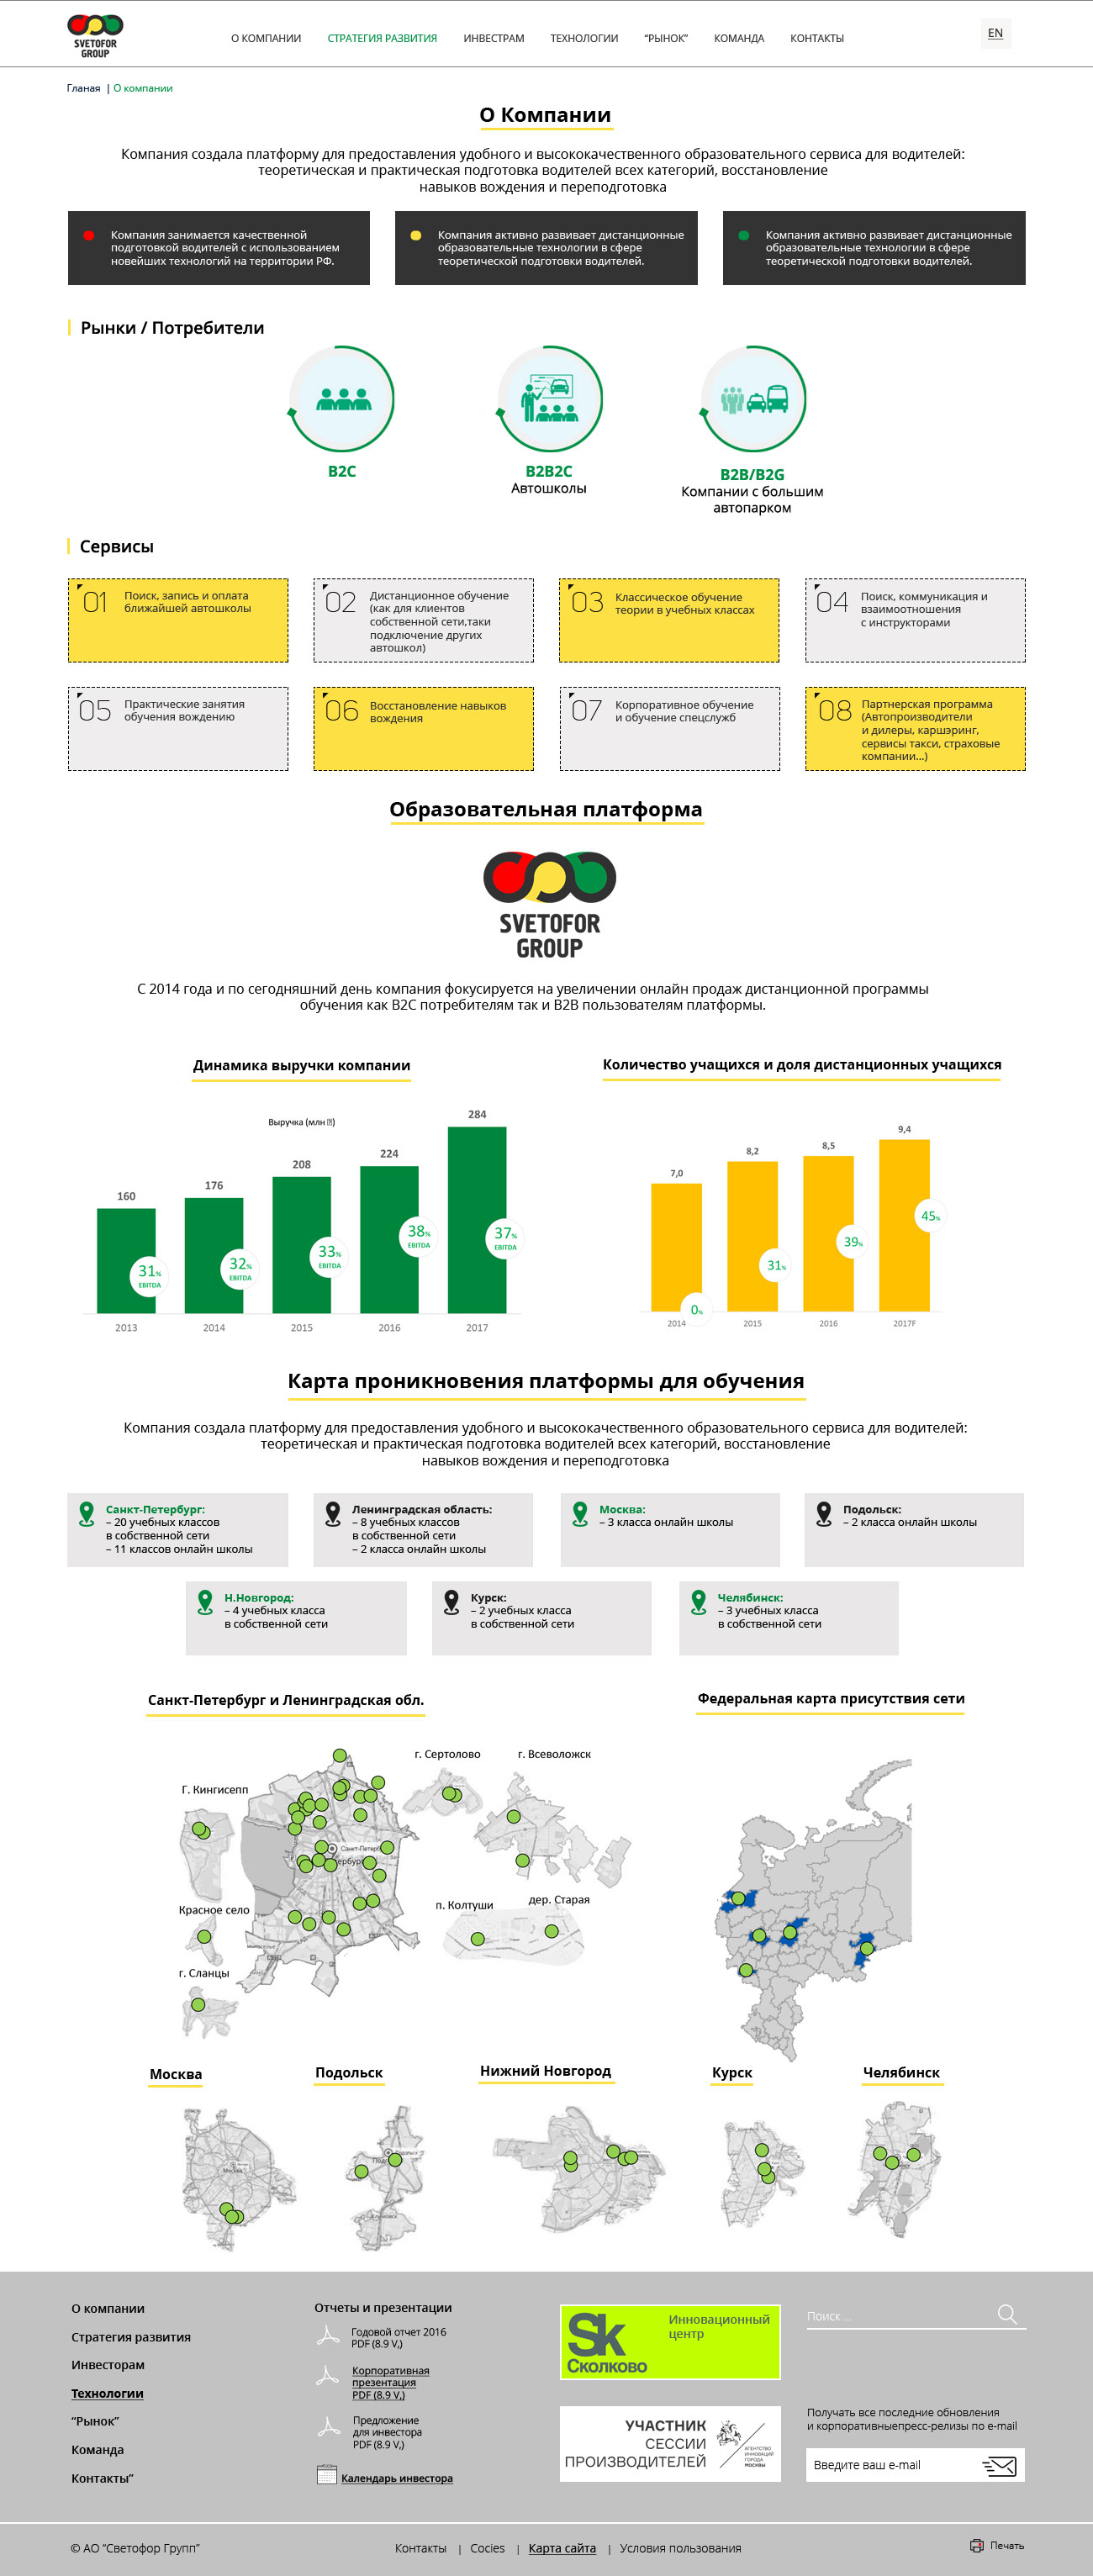 SVETOFOR
GROUP
О КОМПАНИИ
СТРАТЕГИЯ РАЗВИТИЯ
ИНВЕСТРАМ
ТЕХНОЛОГИИ
“РЫНОК”
КОМАНДА
КОНТАКТЫ
EN
Гланая | О компании
О Компании
Компания создала платформу для предоставления удобного и высококачественного образовательного сервиса для водителей:
теоретическая и практическая подготовка водителей всех категорий, восстановление
навыков вождения и переподготовка
Компания занимается качественной
подготовкой водителей с использованием
новейших технологий на территории РФ.
Компания активно развивает дистанционные
образовательные технологии в сфере
теоретической подготовки водителей.
Компания активно развивает дистанционные
образовательные технологии в сфере
теоретической подготовки водителей.
Рынки / Потребители
B2C
B2B2C
Автошколы
B2B/B2G
Компании с большим
автопарком
Сервисы
01
Поиск, запись и оплата
ближайшей автошколы
02
Дистанционное обучение
(как для клиентов
собственной сети,таки
подключение других
автошкол)
03
Классическое обучение
теории в учебных классах
04
Поиск, коммуникация и
взаимоотношения
с инструкторами
05
Практические занятия
обучения вождению
06
Восстановление навыков
вождения
07
Корпоративное обучение
и обучение спецслужб
08
Партнерская программа
(Автопроизводители
и дилеры, каршэринг,
сервисы такси, страховые
компании...)
Образовательная платформа
SVETOFOR
GROUP
С 2014 года и по сегодняшний день компания фокусируется на увеличении онлайн продаж дистанционной программы
обучения как B2C потребителям так и B2B пользователям платформы.
Динамика выручки компании
Выручка (млн )
160
176
208
224
284
31% EBITDA
32% EBITDA
33% EBITDA
38% EBITDA
37% EBITDA
2013
2014
2015
2016
2017
Количество учащихся и доля дистанционных учащихся
7,0
8,2
8,5
9,4
0%
31%
39%
45%
2014
2015
2016
2017F
Карта проникновения платформы для обучения
Компания создала платформу для предоставления удобного и высококачественного образовательного сервиса для водителей:
теоретическая и практическая подготовка водителей всех категорий, восстановление
навыков вождения и переподготовка
Санкт-Петербург:
– 20 учебных классов
в собственной сети
– 11 классов онлайн школы
Ленинградская область:
– 8 учебных классов
в собственной сети
– 2 класса онлайн школы
Москва:
– 3 класса онлайн школы
Подольск:
– 2 класса онлайн школы
Н.Новгород:
– 4 учебных класса
в собственной сети
Курск:
– 2 учебных класса
в собственной сети
Челябинск:
– 3 учебных класса
в собственной сети
Санкт-Петербург и Ленинградская обл.
Федеральная карта присутствия сети
г. Сертолово
г. Всеволожск
Г. Кингисепп
Красное село
п. Колтуши
дер. Старая
г. Сланцы
Москва
Подольск
Нижний Новгород
Курск
Челябинск
О компании
Стратегия развития
Инвесторам
Технологии
“Рынок”
Команда
Контакты”
Отчеты и презентации
Годовой отчет 2016
PDF (8.9 V,)
Корпоративная
презентация
PDF (8.9 V,)
Предложение
для инвестора
PDF (8.9 V,)
Календарь инвестора
Sk
Сколково
Инновационный
центр
УЧАСТНИК
СЕССИИ
ПРОИЗВОДИТЕЛЕЙ
АГЕНТСТВО
ИННОВАЦИЙ
ГОРОДА
МОСКВЫ
Поиск ...
Получать все последние обновления
и корпоративныепресс-релизы по e-mail
Введите ваш e-mail
© АО “Светофор Групп”
Контакты | Cocies | Карта сайта | Условия пользования
Печать